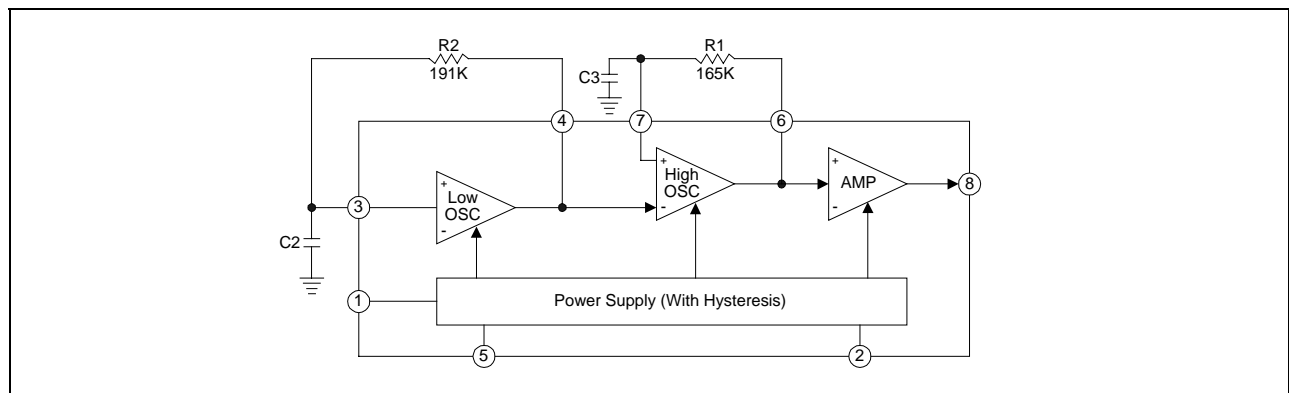 R2
191K
R1
165K
C3
4
7
6
+
Low
OSC
-
+
High
OSC
-
+
AMP
-
8
3
C2
1
Power Supply (With Hysteresis)
5
2